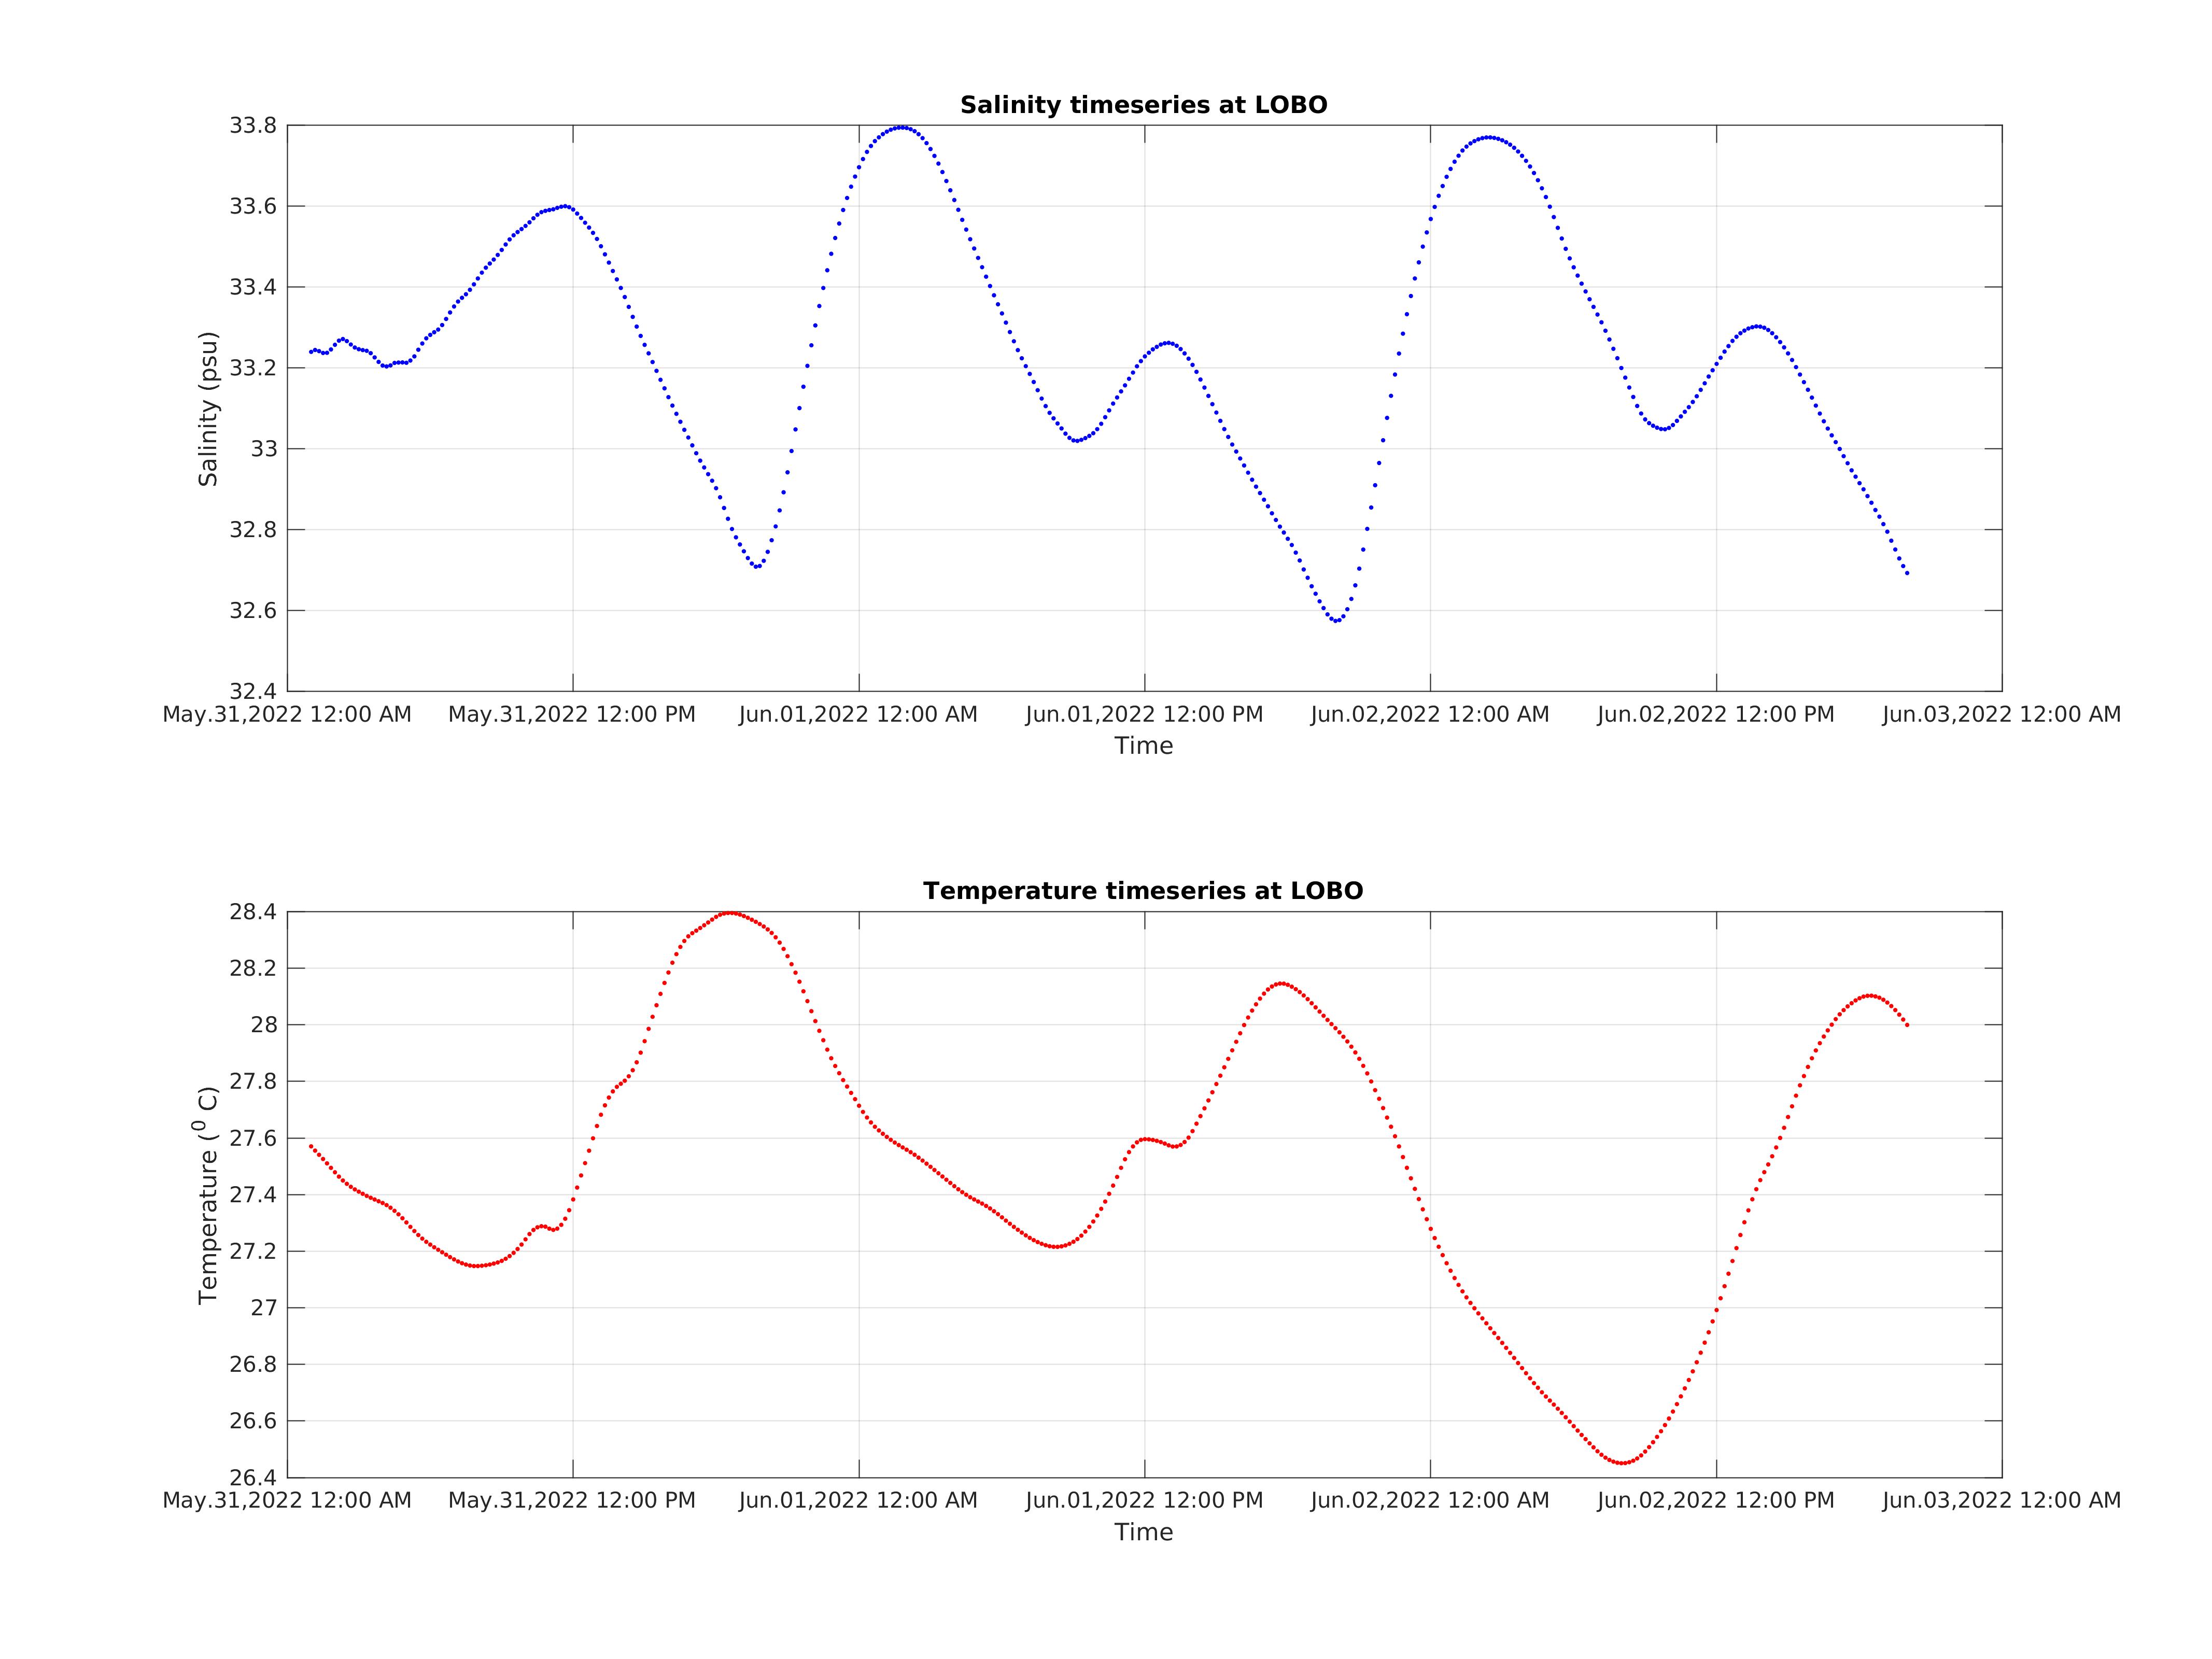 Salinity timeseries at LOBO
33.8
33.6
33.4
33.2
33
32.8
32.6
32.4
Salinity (psu)
May.31,2022 12:00 AM May.31,2022 12:00 PM Jun.01,2022 12:00 AM Jun.01,2022 12:00 PM Jun.02,2022 12:00 AM Jun.02,2022 12:00 PM Jun.03,2022 12:00 AM
Time
Temperature timeseries at LOBO
28.4
28.2
28
27.8
27.6
27.4
27.2
27
26.8
26.6
26.4
Temperature (⁰ C)
May.31,2022 12:00 AM May.31,2022 12:00 PM Jun.01,2022 12:00 AM Jun.01,2022 12:00 PM Jun.02,2022 12:00 AM Jun.02,2022 12:00 PM Jun.03,2022 12:00 AM
Time